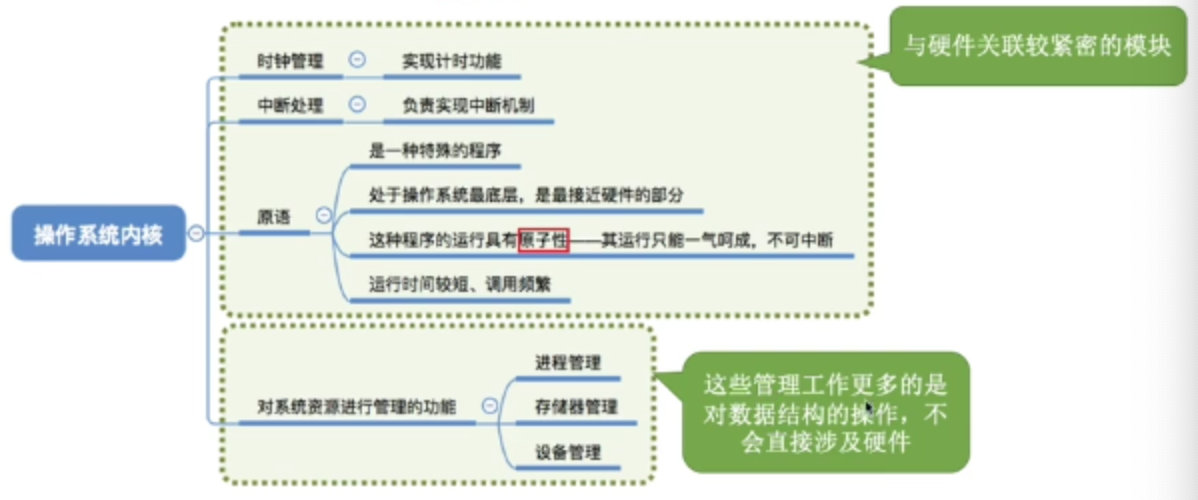 与硬件关联较紧密的模块
时钟管理
实现计时功能
中断处理
负责实现中断机制
是一种特殊的程序
处于操作系统最底层，是最接近硬件的部分
原语
操作系统内核
这种程序的运行具有原子性——其运行只能一气呵成，不可中断
运行时间较短、调用频繁
进程管理
对系统资源进行管理的功能
存储器管理
设备管理
这些管理工作更多的是
对数据结构的操作，不
会直接涉及硬件